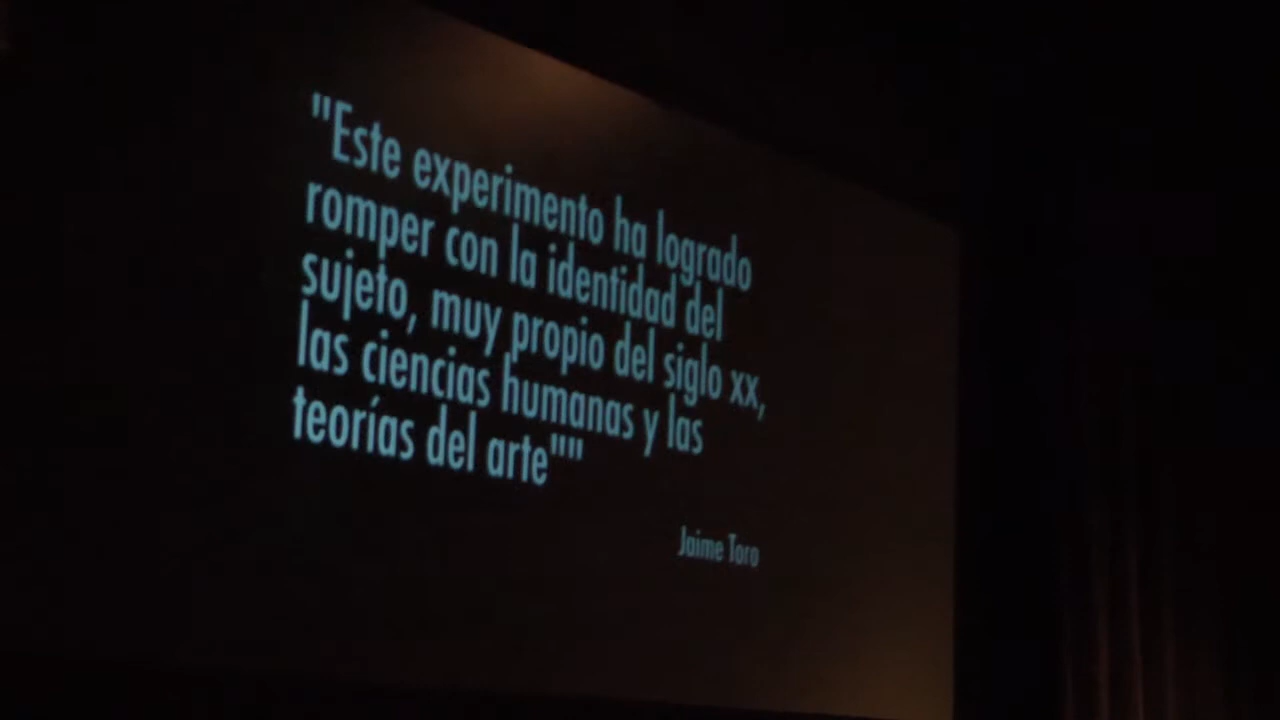 "Este experimento ha logrado
romper con la identidad del
sujeto, muy propio del siglo xx,
las ciencias humanas y las
teorías del arte""
Jaime Toro